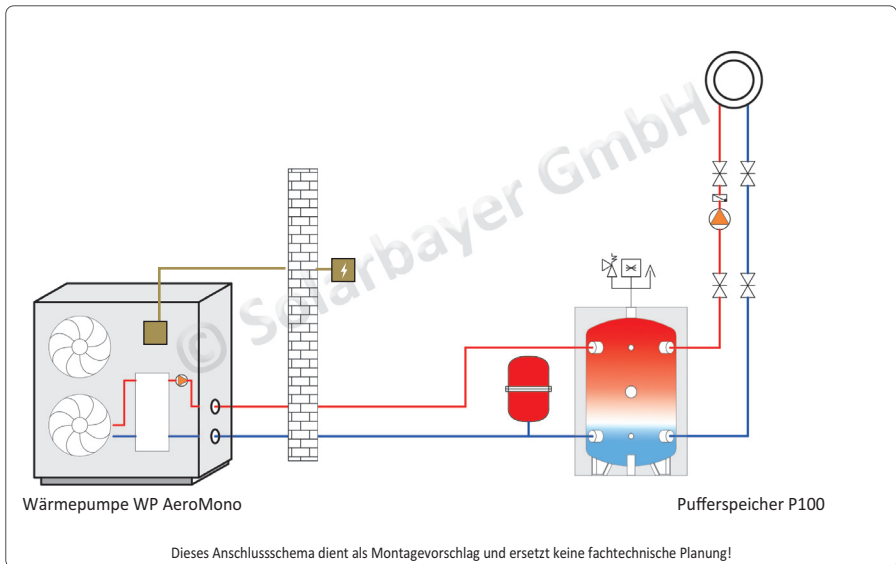 © Solarbayer GmbH
Wärmepumpe WP AeroMono
Pufferspeicher P100
Dieses Anschlussschema dient als Montagevorschlag und ersetzt keine fachtechnische Planung!